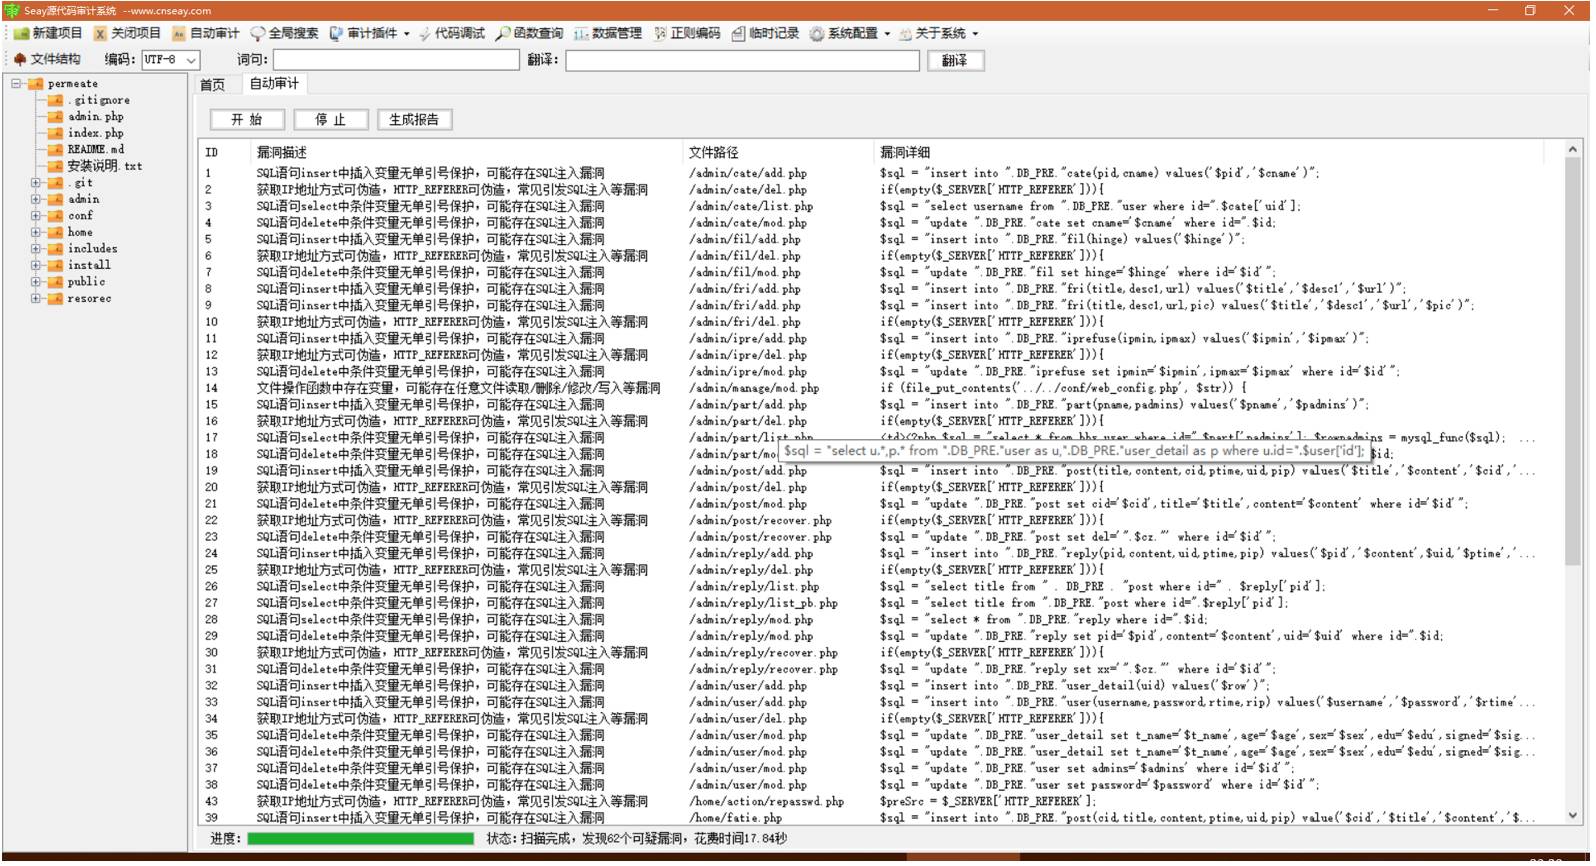 Seay源代码审计系统 --www.cnseay.com
新建项目 关闭项目 自动审计 全局搜索 审计插件 代码调试 函数查询 数据管理 正则编码 临时记录 系统配置 关于系统
文件结构 编码: UTF-8 词句: 翻译: 翻译
permeate
.gitignore
admin.php
index.php
README.md
安装说明.txt
.git
admin
conf
home
includes
install
public
resorec
首页 自动审计
开 始 停 止 生成报告
ID 漏洞描述 文件路径 漏洞详细
1 SQL语句insert中插入变量无单引号保护，可能存在SQL注入漏洞 /admin/cate/add.php $sql = "insert into ".DB_PRE."cate(pid,cname) values('$pid','$cname')";
2 获取IP地址方式可伪造，HTTP_REFERER可伪造，常见引发SQL注入等漏洞 /admin/cate/del.php if(empty($_SERVER['HTTP_REFERER'])){
3 SQL语句select中条件变量无单引号保护，可能存在SQL注入漏洞 /admin/cate/list.php $sql = "select username from ".DB_PRE."user where id=".$cate['uid'];
4 SQL语句delete中条件变量无单引号保护，可能存在SQL注入漏洞 /admin/cate/mod.php $sql = "update ".DB_PRE."cate set cname='$cname' where id=".$id;
5 SQL语句insert中插入变量无单引号保护，可能存在SQL注入漏洞 /admin/fil/add.php $sql = "insert into ".DB_PRE."fil(hinge) values('$hinge')";
6 获取IP地址方式可伪造，HTTP_REFERER可伪造，常见引发SQL注入等漏洞 /admin/fil/del.php if(empty($_SERVER['HTTP_REFERER'])){
7 SQL语句delete中条件变量无单引号保护，可能存在SQL注入漏洞 /admin/fil/mod.php $sql = "update ".DB_PRE."fil set hinge='$hinge' where id='$id'";
8 SQL语句insert中插入变量无单引号保护，可能存在SQL注入漏洞 /admin/fri/add.php $sql = "insert into ".DB_PRE."fri(title,desc1,url) values('$title','$desc1','$url')";
9 SQL语句insert中插入变量无单引号保护，可能存在SQL注入漏洞 /admin/fri/add.php $sql = "insert into ".DB_PRE."fri(title,desc1,url,pic) values('$title','$desc1','$url','$pic')";
10 获取IP地址方式可伪造，HTTP_REFERER可伪造，常见引发SQL注入等漏洞 /admin/fri/del.php if(empty($_SERVER['HTTP_REFERER'])){
11 SQL语句insert中插入变量无单引号保护，可能存在SQL注入漏洞 /admin/ipre/add.php $sql = "insert into ".DB_PRE."iprefuse(ipmin,ipmax) values('$ipmin','$ipmax')";
12 获取IP地址方式可伪造，HTTP_REFERER可伪造，常见引发SQL注入等漏洞 /admin/ipre/del.php if(empty($_SERVER['HTTP_REFERER'])){
13 SQL语句delete中条件变量无单引号保护，可能存在SQL注入漏洞 /admin/ipre/mod.php $sql = "update ".DB_PRE."iprefuse set ipmin='$ipmin',ipmax='$ipmax' where id='$id'";
14 文件操作函数中存在变量，可能存在任意文件读取/删除/修改/写入等漏洞 /admin/manage/mod.php if (file_put_contents('../../conf/web_config.php', $str)) {
15 SQL语句insert中插入变量无单引号保护，可能存在SQL注入漏洞 /admin/part/add.php $sql = "insert into ".DB_PRE."part(pname,padmins) values('$pname','$padmins')";
16 获取IP地址方式可伪造，HTTP_REFERER可伪造，常见引发SQL注入等漏洞 /admin/part/del.php if(empty($_SERVER['HTTP_REFERER'])){
17 SQL语句select中条件变量无单引号保护，可能存在SQL注入漏洞 /admin/part/list.php <td><?php $sql = "select * from bbs_user where id=".$part['padmins']; $rowpadmins = mysql_func($sql); ...
$sql = "select u.*,p.* from ".DB_PRE."user as u,".DB_PRE."user_detail as p where u.id=".$user['id'];
18 SQL语句delete中条件变量无单引号保护，可能存在SQL注入漏洞 /admin/part/mo $id;
19 SQL语句insert中插入变量无单引号保护，可能存在SQL注入漏洞 /admin/post/add.php $sql = "insert into ".DB_PRE."post(title,content,cid,ptime,uid,pip) values('$title','$content','$cid',...
20 获取IP地址方式可伪造，HTTP_REFERER可伪造，常见引发SQL注入等漏洞 /admin/post/del.php if(empty($_SERVER['HTTP_REFERER'])){
21 SQL语句delete中条件变量无单引号保护，可能存在SQL注入漏洞 /admin/post/mod.php $sql = "update ".DB_PRE."post set cid='$cid',title='$title',content='$content' where id='$id'";
22 获取IP地址方式可伪造，HTTP_REFERER可伪造，常见引发SQL注入等漏洞 /admin/post/recover.php if(empty($_SERVER['HTTP_REFERER'])){
23 SQL语句delete中条件变量无单引号保护，可能存在SQL注入漏洞 /admin/post/recover.php $sql = "update ".DB_PRE."post set del='".$cz."' where id='$id'";
24 SQL语句insert中插入变量无单引号保护，可能存在SQL注入漏洞 /admin/reply/add.php $sql = "insert into ".DB_PRE."reply(pid,content,uid,ptime,pip) values('$pid','$content',$uid,'$ptime','...
25 获取IP地址方式可伪造，HTTP_REFERER可伪造，常见引发SQL注入等漏洞 /admin/reply/del.php if(empty($_SERVER['HTTP_REFERER'])){
26 SQL语句select中条件变量无单引号保护，可能存在SQL注入漏洞 /admin/reply/list.php $sql = "select title from " . DB_PRE . "post where id=" . $reply['pid'];
27 SQL语句select中条件变量无单引号保护，可能存在SQL注入漏洞 /admin/reply/list_pb.php $sql = "select title from ".DB_PRE."post where id=".$reply['pid'];
28 SQL语句select中条件变量无单引号保护，可能存在SQL注入漏洞 /admin/reply/mod.php $sql = "select * from ".DB_PRE."reply where id=".$id;
29 SQL语句delete中条件变量无单引号保护，可能存在SQL注入漏洞 /admin/reply/mod.php $sql = "update ".DB_PRE."reply set pid='$pid',content='$content',uid='$uid' where id=".$id;
30 获取IP地址方式可伪造，HTTP_REFERER可伪造，常见引发SQL注入等漏洞 /admin/reply/recover.php if(empty($_SERVER['HTTP_REFERER'])){
31 SQL语句delete中条件变量无单引号保护，可能存在SQL注入漏洞 /admin/reply/recover.php $sql = "update ".DB_PRE."reply set xx='".$cz."' where id='$id'";
32 SQL语句insert中插入变量无单引号保护，可能存在SQL注入漏洞 /admin/user/add.php $sql = "insert into ".DB_PRE."user_detail(uid) values('$row')";
33 SQL语句insert中插入变量无单引号保护，可能存在SQL注入漏洞 /admin/user/add.php $sql = "insert into ".DB_PRE."user(username,password,rtime,rip) values('$username','$password','$rtime'...
34 获取IP地址方式可伪造，HTTP_REFERER可伪造，常见引发SQL注入等漏洞 /admin/user/del.php if(empty($_SERVER['HTTP_REFERER'])){
35 SQL语句delete中条件变量无单引号保护，可能存在SQL注入漏洞 /admin/user/mod.php $sql = "update ".DB_PRE."user_detail set t_name='$t_name',age='$age',sex='$sex',edu='$edu',signed='$sig...
36 SQL语句delete中条件变量无单引号保护，可能存在SQL注入漏洞 /admin/user/mod.php $sql = "update ".DB_PRE."user_detail set t_name='$t_name',age='$age',sex='$sex',edu='$edu',signed='$sig...
37 SQL语句delete中条件变量无单引号保护，可能存在SQL注入漏洞 /admin/user/mod.php $sql = "update ".DB_PRE."user set admins='$admins' where id='$id'";
38 SQL语句delete中条件变量无单引号保护，可能存在SQL注入漏洞 /admin/user/mod.php $sql = "update ".DB_PRE."user set password='$password' where id='$id'";
43 获取IP地址方式可伪造，HTTP_REFERER可伪造，常见引发SQL注入等漏洞 /home/action/repasswd.php $preSrc = $_SERVER['HTTP_REFERER'];
39 SQL语句insert中插入变量无单引号保护，可能存在SQL注入漏洞 /home/fatie.php $sql = "insert into ".DB_PRE."post(cid,title,content,ptime,uid,pip) value('$cid','$title','$content','$...
进度: 状态:扫描完成，发现62个可疑漏洞，花费时间17.84秒